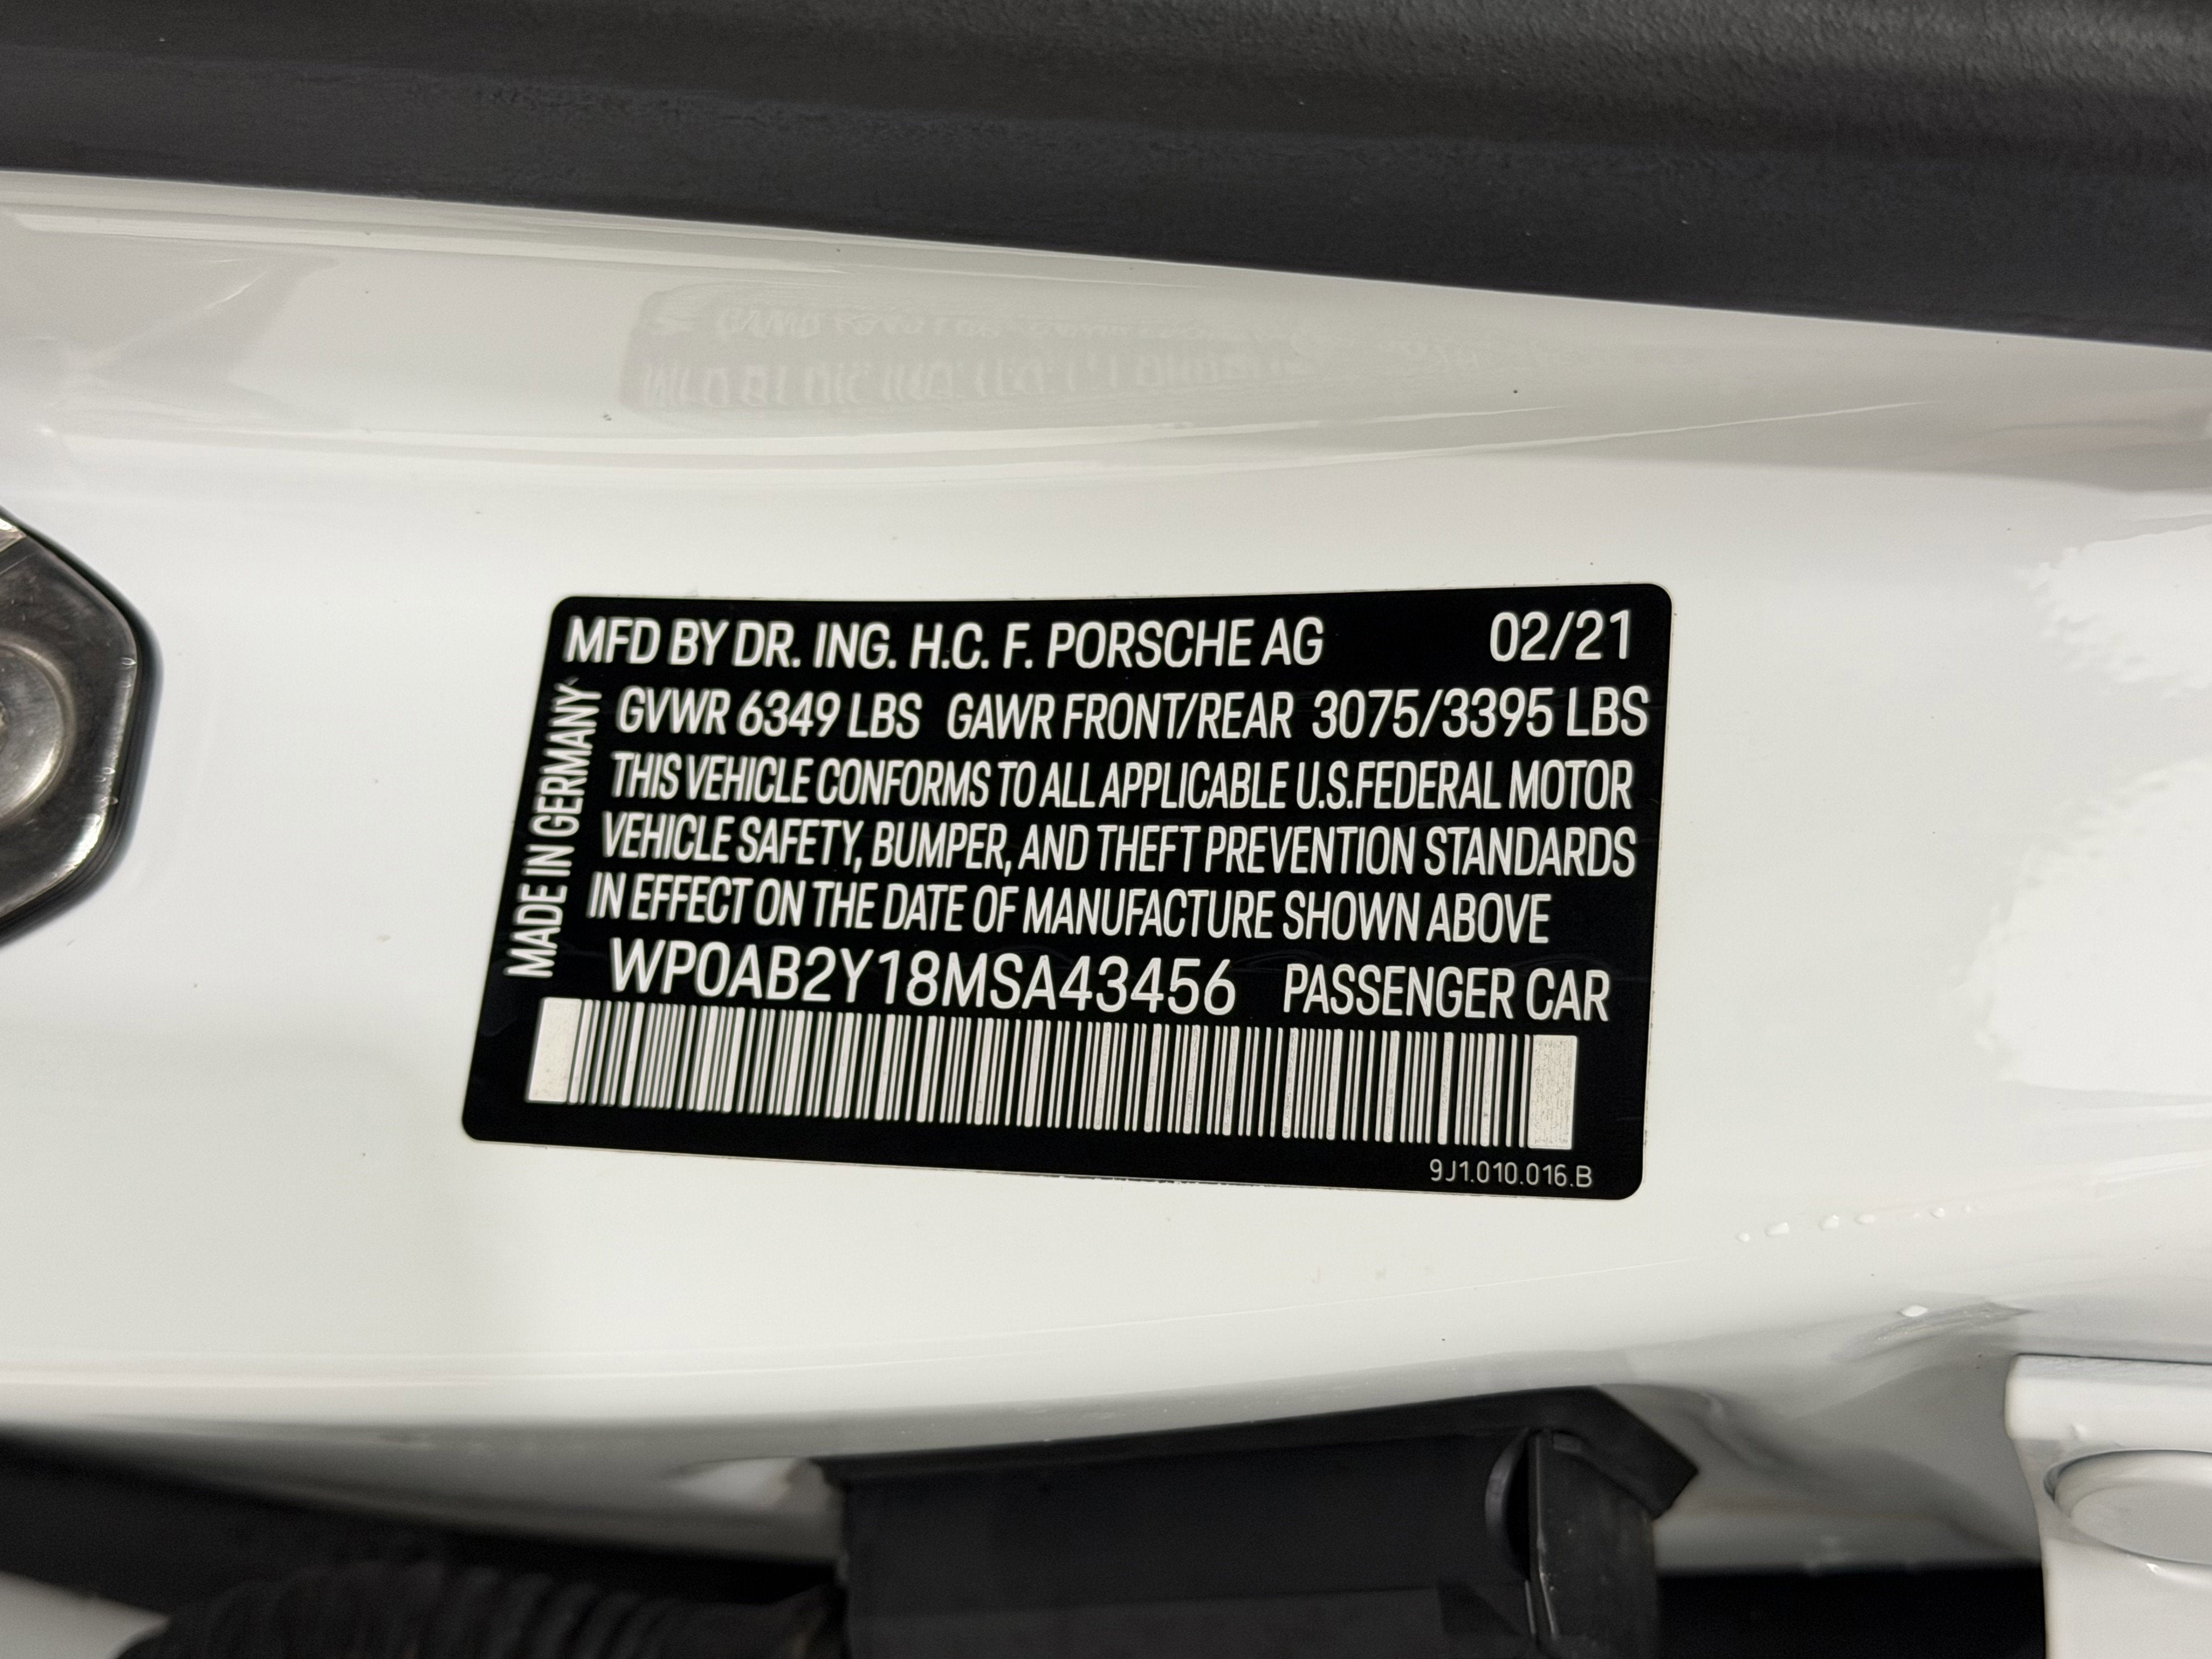 MFD BY DR. ING. H.C. F. PORSCHE AG 02/21
MADE IN GERMANY
GVWR 6349 LBS GAWR FRONT/REAR 3075/3395 LBS
THIS VEHICLE CONFORMS TO ALL APPLICABLE U.S.FEDERAL MOTOR
VEHICLE SAFETY, BUMPER, AND THEFT PREVENTION STANDARDS
IN EFFECT ON THE DATE OF MANUFACTURE SHOWN ABOVE
WP0AB2Y18MSA43456 PASSENGER CAR
9J1.010.016.B